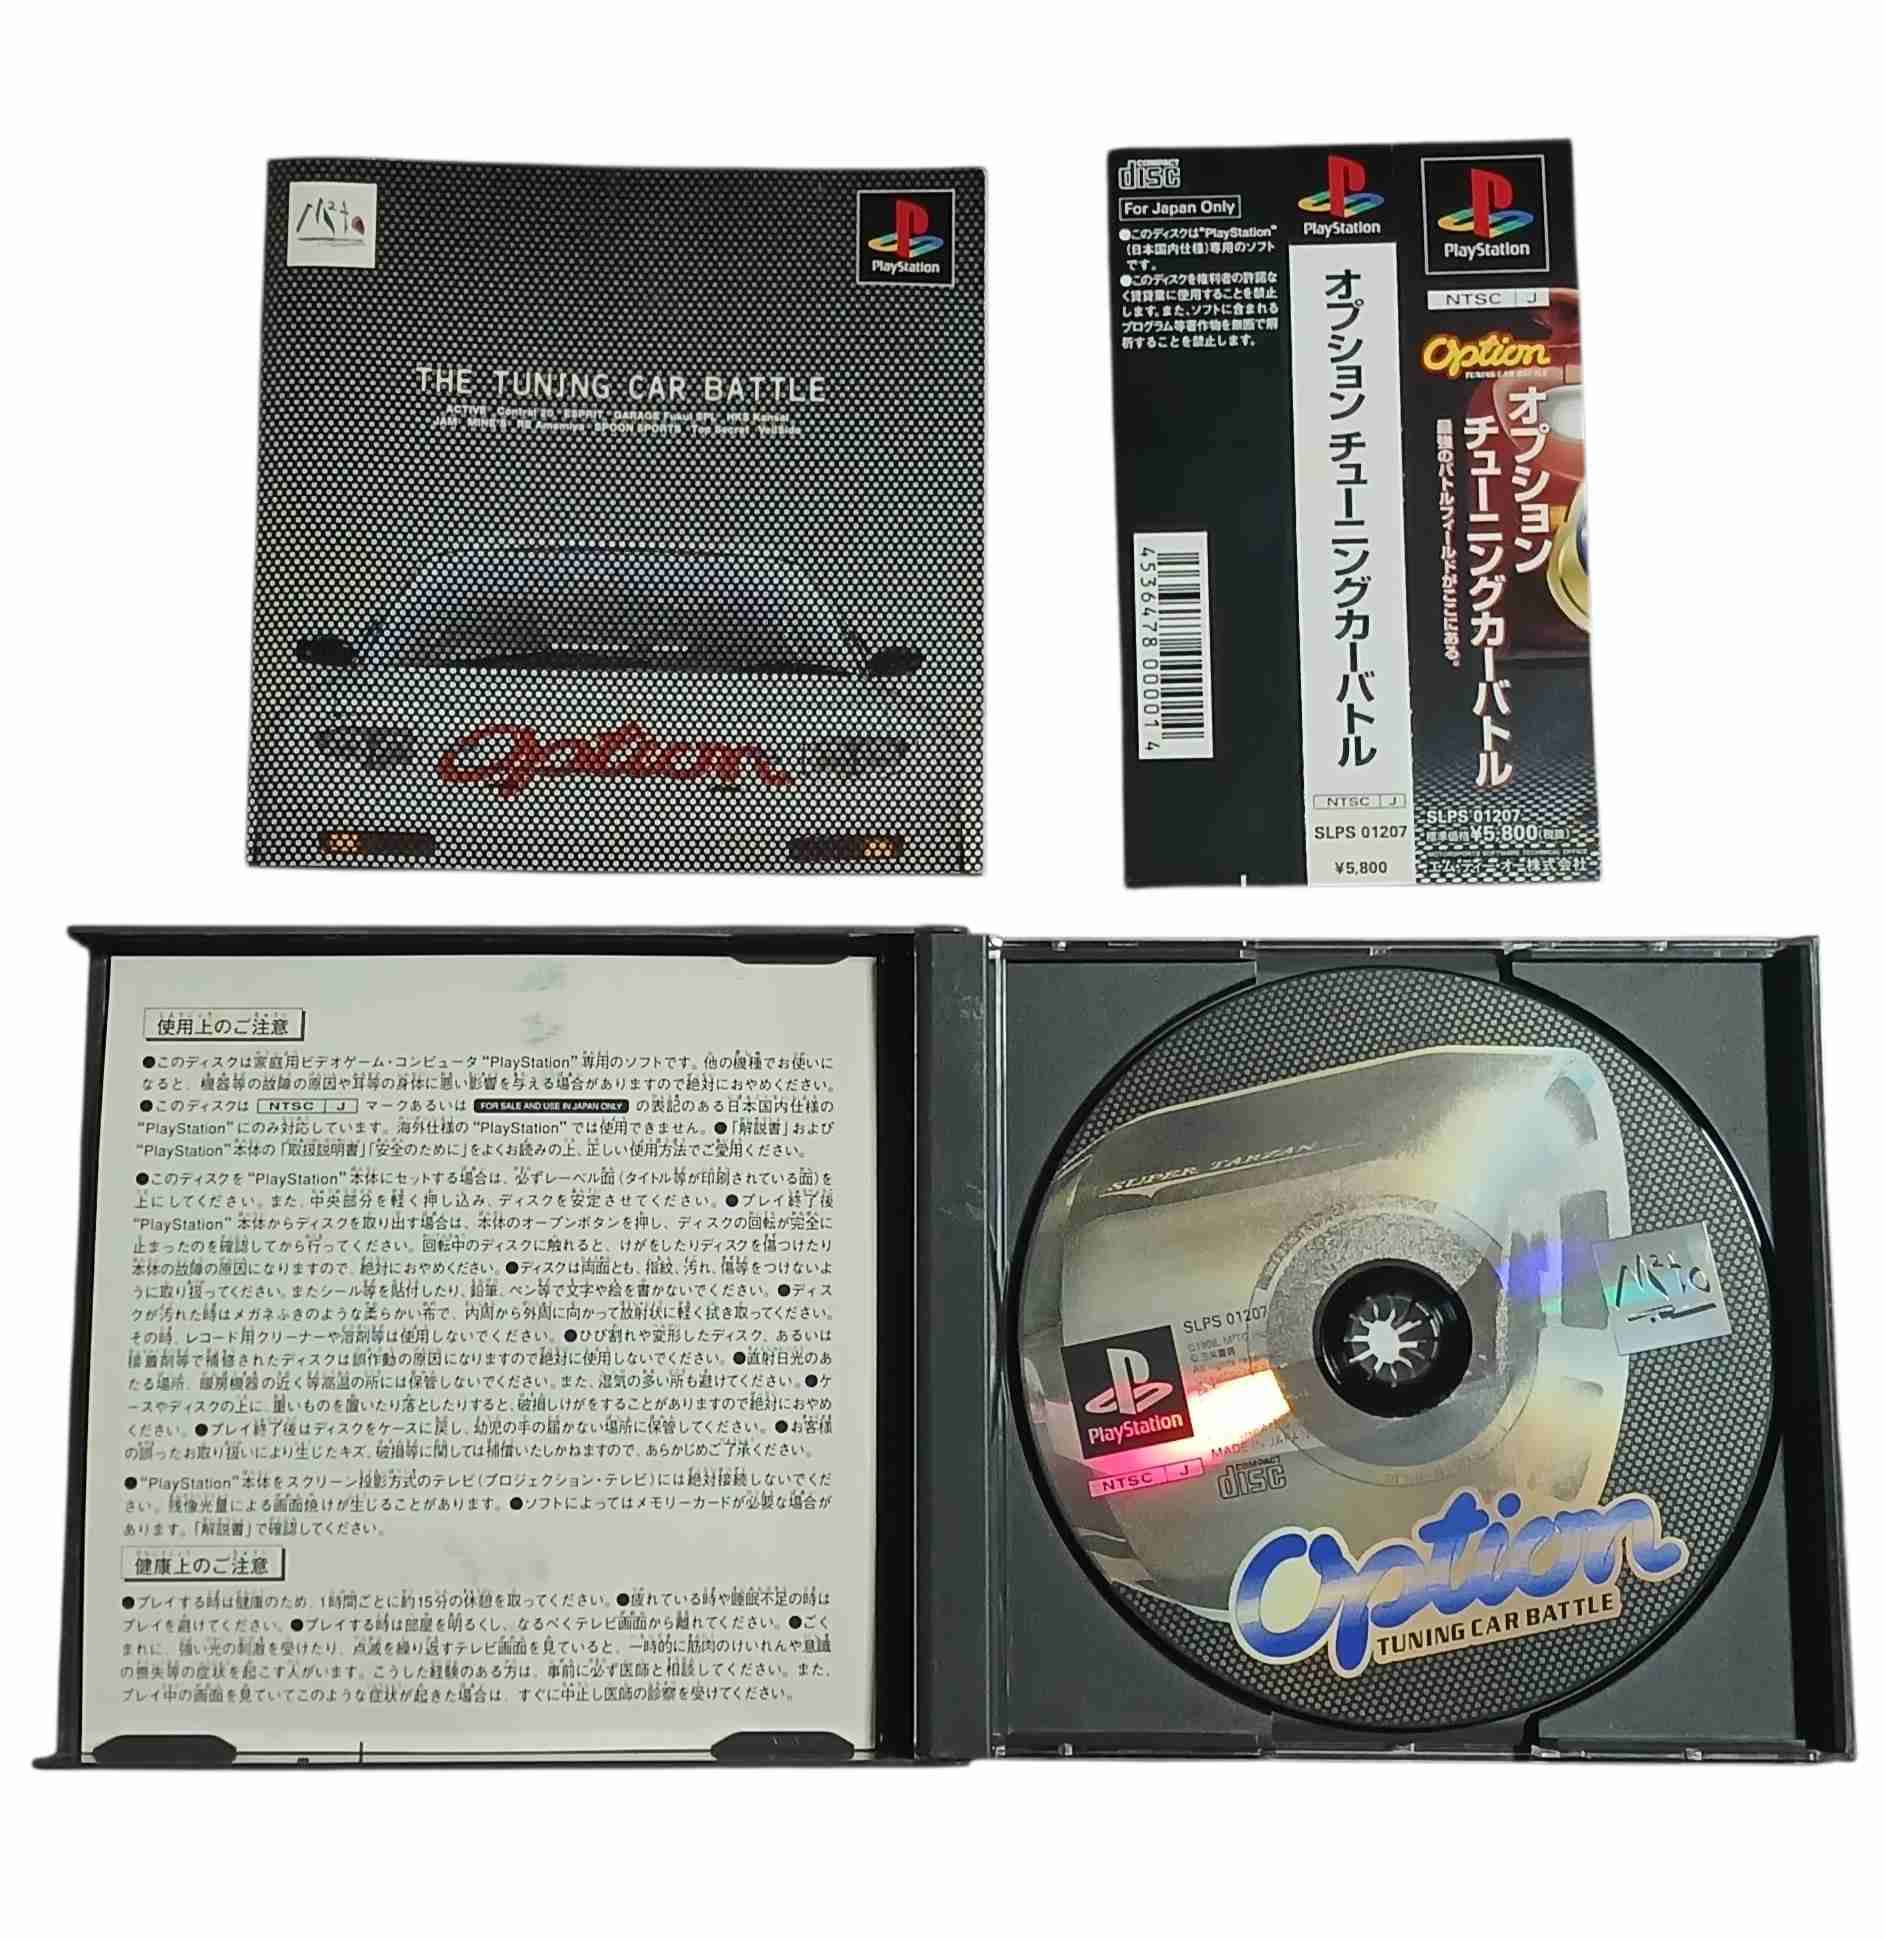 PlayStation
THE TUNING CAR BATTLE
ACTIVE Central 20 ESPRIT GARAGE Fukui SPL HKS Kansai
JAM MINE'S RE Amemiya SPOON SPORTS Top Secret VeilSide
Option
COMPACT
disc
For Japan Only
●このディスクは"PlayStation"
(日本国内仕様)専用のソフト
です。
●このディスクを権利者の許諾な
く賃貸業に使用することを禁止
します。また、ソフトに含まれる
プログラム等著作物を無断で解
析することを禁止します。
4536478000014
PlayStation
オプション チューニングカーバトル
NTSC J
SLPS 01207
¥5,800
PlayStation
NTSC J
Option
TUNING CAR BATTLE
オプション
チューニングカーバトル
最強のバトルフィールドがここにある。
SLPS 01207
標準価格¥5,800(税抜)
エム・ティー・オー株式会社
使用上のご注意
●このディスクは家庭用ビデオゲーム・コンピュータ"PlayStation"専用のソフトです。他の機種でお使いに
なると、機器等の故障の原因や耳等の身体に悪い影響を与える場合がありますので絶対におやめください。
●このディスクは NTSC J マークあるいは FOR SALE AND USE IN JAPAN ONLY の表記のある日本国内仕様の
"PlayStation"にのみ対応しています。海外仕様の"PlayStation"では使用できません。●「解説書」および
"PlayStation"本体の「取扱説明書」「安全のために」をよくお読みの上、正しい使用方法でご愛用ください。
●このディスクを"PlayStation"本体にセットする場合は、必ずレーベル面(タイトル等が印刷されている面)を
上にしてください。また、中央部分を軽く押し込み、ディスクを安定させてください。●プレイ終了後
"PlayStation"本体からディスクを取り出す場合は、本体のオープンボタンを押し、ディスクの回転が完全に
止まったのを確認してから行ってください。回転中のディスクに触れると、けがをしたりディスクを傷つけたり
本体の故障の原因になりますので、絶対におやめください。●ディスクは両面とも、指紋、汚れ、傷等をつけないよ
うに取り扱ってください。またシール等を貼付したり、鉛筆、ペン等で文字や絵を書かないでください。●ディス
クが汚れた時はメガネふきのような柔らかい布で、内周から外周に向かって放射状に軽く拭き取ってください。
その時、レコード用クリーナーや溶剤等は使用しないでください。●ひび割れや変形したディスク、あるいは
接着剤等で補修されたディスクは誤作動の原因になりますので絶対に使用しないでください。●直射日光のあ
たる場所、暖房機器の近く等高温の所には保管しないでください。また、湿気の多い所も避けてください。●ケ
ースやディスクの上に、重いものを置いたり落としたりすると、破損しけがをすることがありますので絶対におやめ
ください。●プレイ終了後はディスクをケースに戻し、幼児の手の届かない場所に保管してください。●お客様
の誤ったお取り扱いにより生じたキズ、破損等に関しては補償いたしかねますので、あらかじめご了承ください。
●"PlayStation"本体をスクリーン投影方式のテレビ(プロジェクション・テレビ)には絶対接続しないでくだ
さい。残像光量による画面焼けが生じることがあります。●ソフトによってはメモリーカードが必要な場合が
あります。「解説書」で確認してください。
健康上のご注意
●プレイする時は健康のため、1時間ごとに約15分の休憩を取ってください。●疲れている時や睡眠不足の時は
プレイを避けてください。●プレイする時は部屋を明るくし、なるべくテレビ画面から離れてください。●ごく
まれに、強い光の刺激を受けたり、点滅を繰り返すテレビ画面を見ていると、一時的に筋肉のけいれんや意識
の喪失等の症状を起こす人がいます。こうした経験のある方は、事前に必ず医師と相談してください。また、
プレイ中の画面を見ていてこのような症状が起きた場合は、すぐに中止し医師の診察を受けてください。
SUPER TARZAN
SLPS 01207
PlayStation
MADE IN JAPAN
NTSC J
COMPACT
disc
Option
TUNING CAR BATTLE